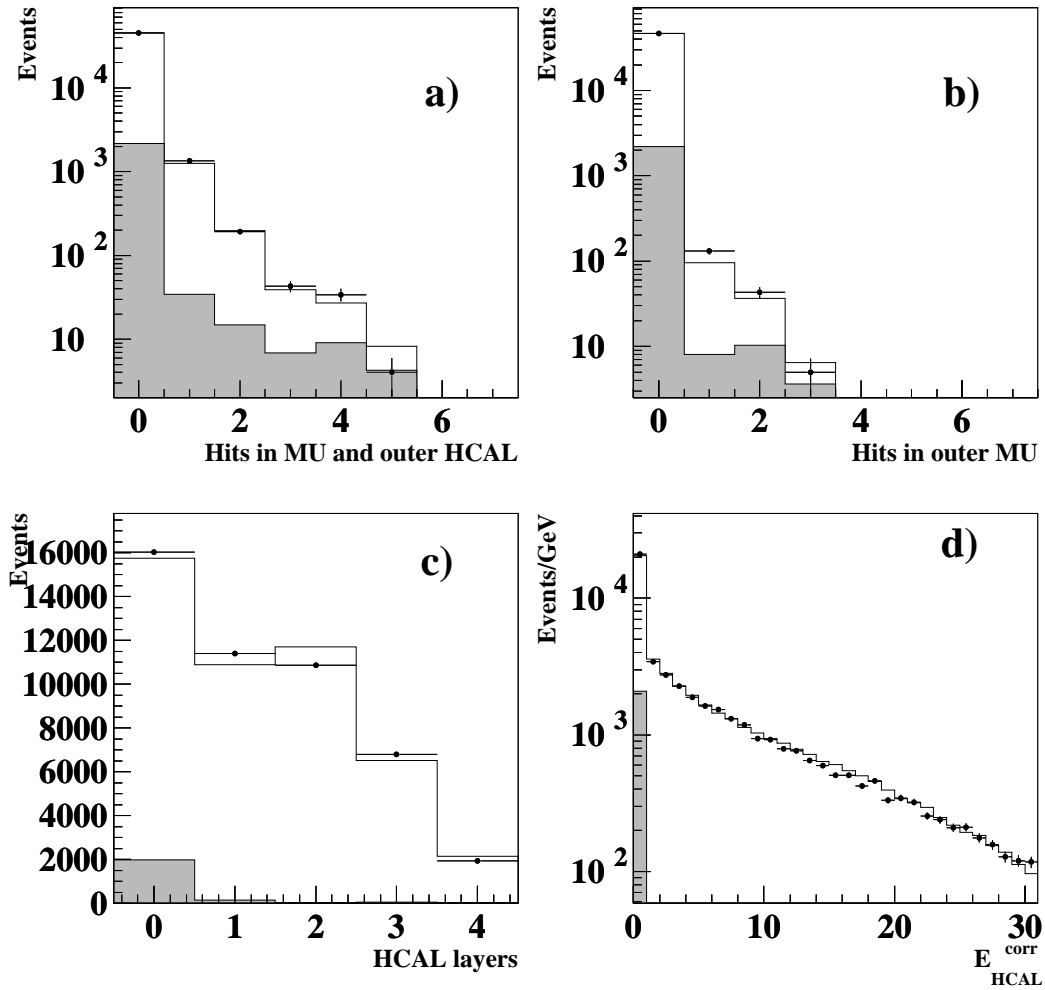 Events
10 4
10 3
10 2
10
a)
0 2 4 6
Hits in MU and outer HCAL
Events
10 4
10 3
10 2
10
b)
0 2 4 6
Hits in outer MU
Events
16000
14000
12000
10000
8000
6000
4000
2000
0
c)
0 1 2 3 4
HCAL layers
Events/GeV
10 4
10 3
10 2
d)
0 10 20 30
E corr HCAL